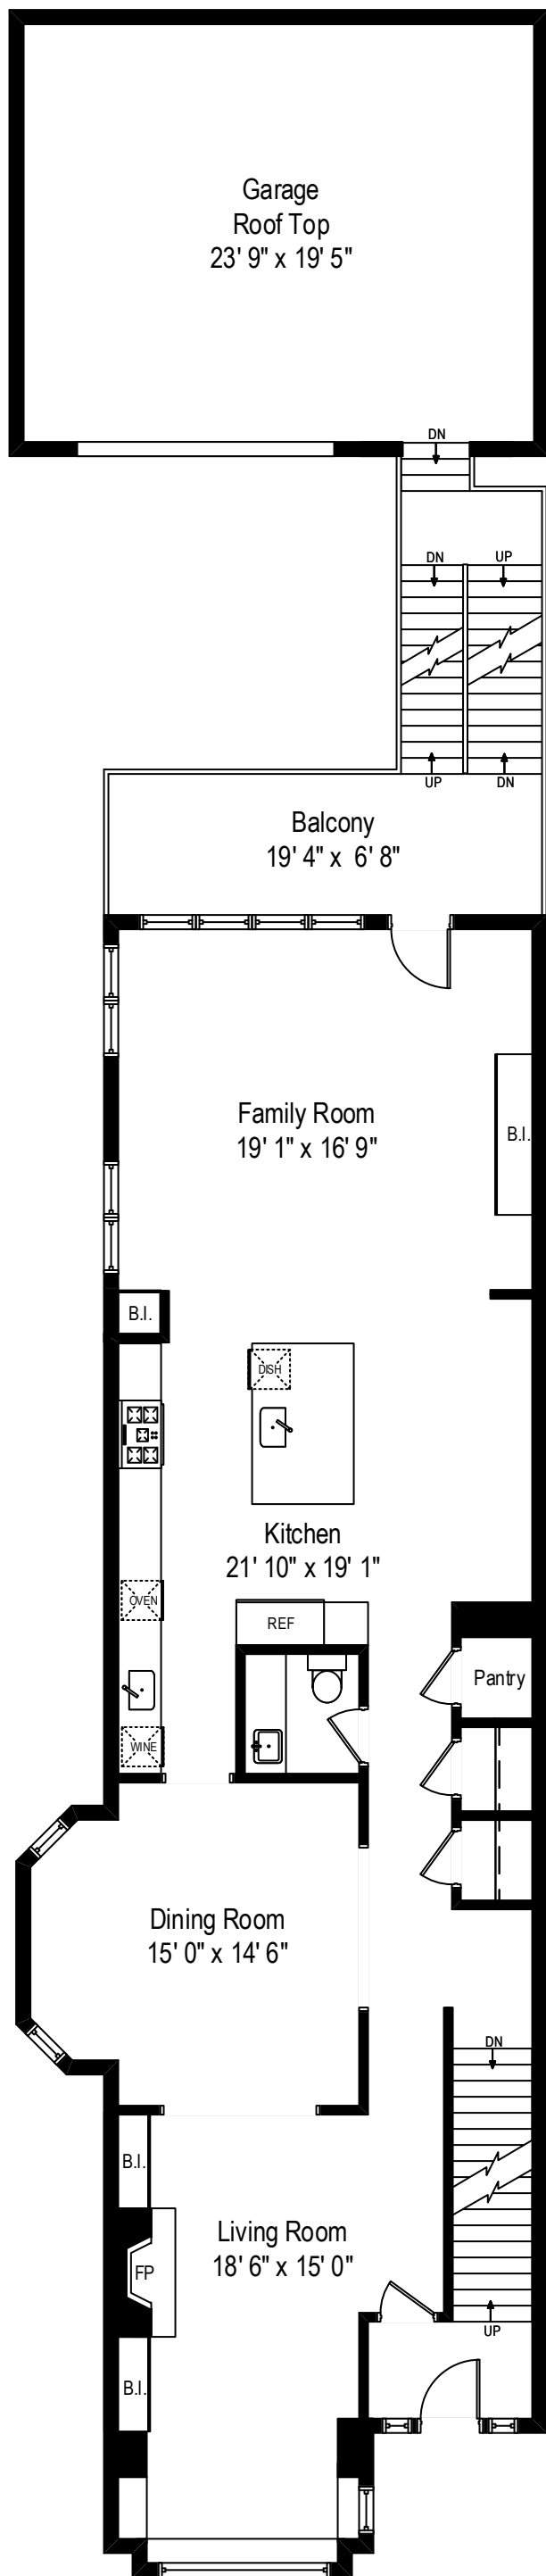 Garage
Roof Top
23' 9" x 19' 5"
DN
DN
UP
UP
DN
Balcony
19' 4" x 6' 8"
Family Room
19' 1" x 16' 9"
B.I.
B.I.
DISH
Kitchen
21' 10" x 19' 1"
OVEN
REF
Pantry
WINE
Dining Room
15' 0" x 14' 6"
DN
B.I.
Living Room
18' 6" x 15' 0"
FP
UP
B.I.